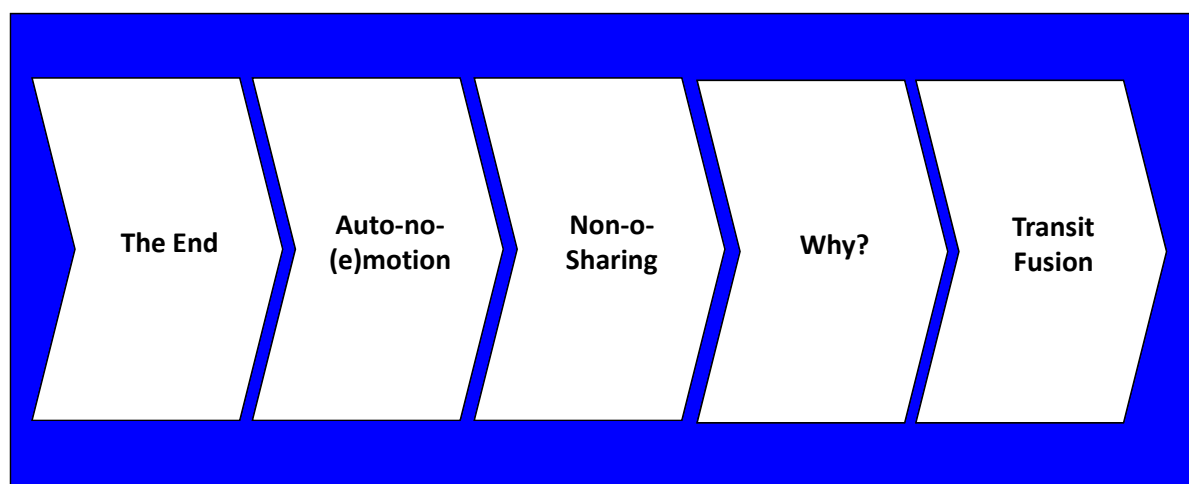 The End
Auto-no-
(e)motion
Non-o-
Sharing
Why?
Transit
Fusion